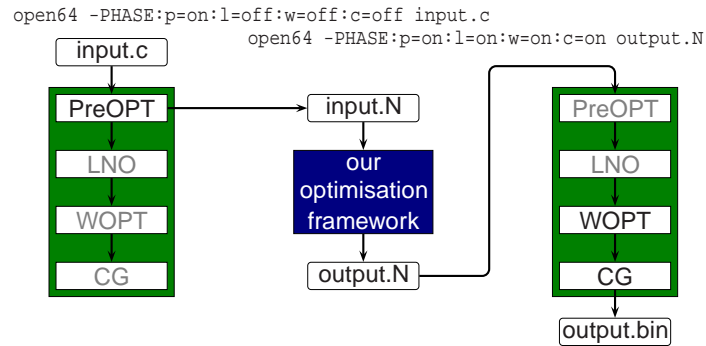 open64 -PHASE:p=on:l=off:w=off:c=off input.c
open64 -PHASE:p=on:l=on:w=on:c=on output.N
input.c
PreOPT
LNO
WOPT
CG
input.N
our
optimisation
framework
output.N
PreOPT
LNO
WOPT
CG
output.bin